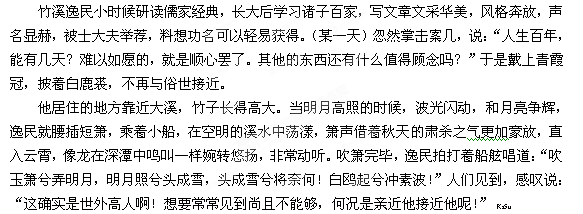 竹溪逸民小时候研读儒家经典，长大后学习诸子百家，写文章文采华美，风格奔放，声
名显赫，被士大夫举荐，料想功名可以轻易获得。（某一天）忽然掌击案几，说：“人生百年，
能有几天？难以如愿的，就是顺心罢了。其他的东西还有什么值得顾念吗？”于是戴上青霞
冠，披着白鹿裘，不再与俗世接近。
他居住的地方靠近大溪，竹子长得高大。当明月高照的时候，波光闪动，和月亮争辉，
逸民就腰插短箫，乘着小船，在空明的溪水中荡漾，箫声借着秋天的肃杀之气更加豪放，直
入云霄，像龙在深潭中鸣叫一样婉转悠扬，非常动听。吹箫完毕，逸民拍打着船舷唱道：“吹
玉箫兮弄明月，明月照兮头成雪，头成雪兮将奈何！白鸥起兮冲素波！”人们见到，感叹说：
“这确实是世外高人啊！想要常常见到尚且不能够，何况是亲近他接近他呢！” KsSu